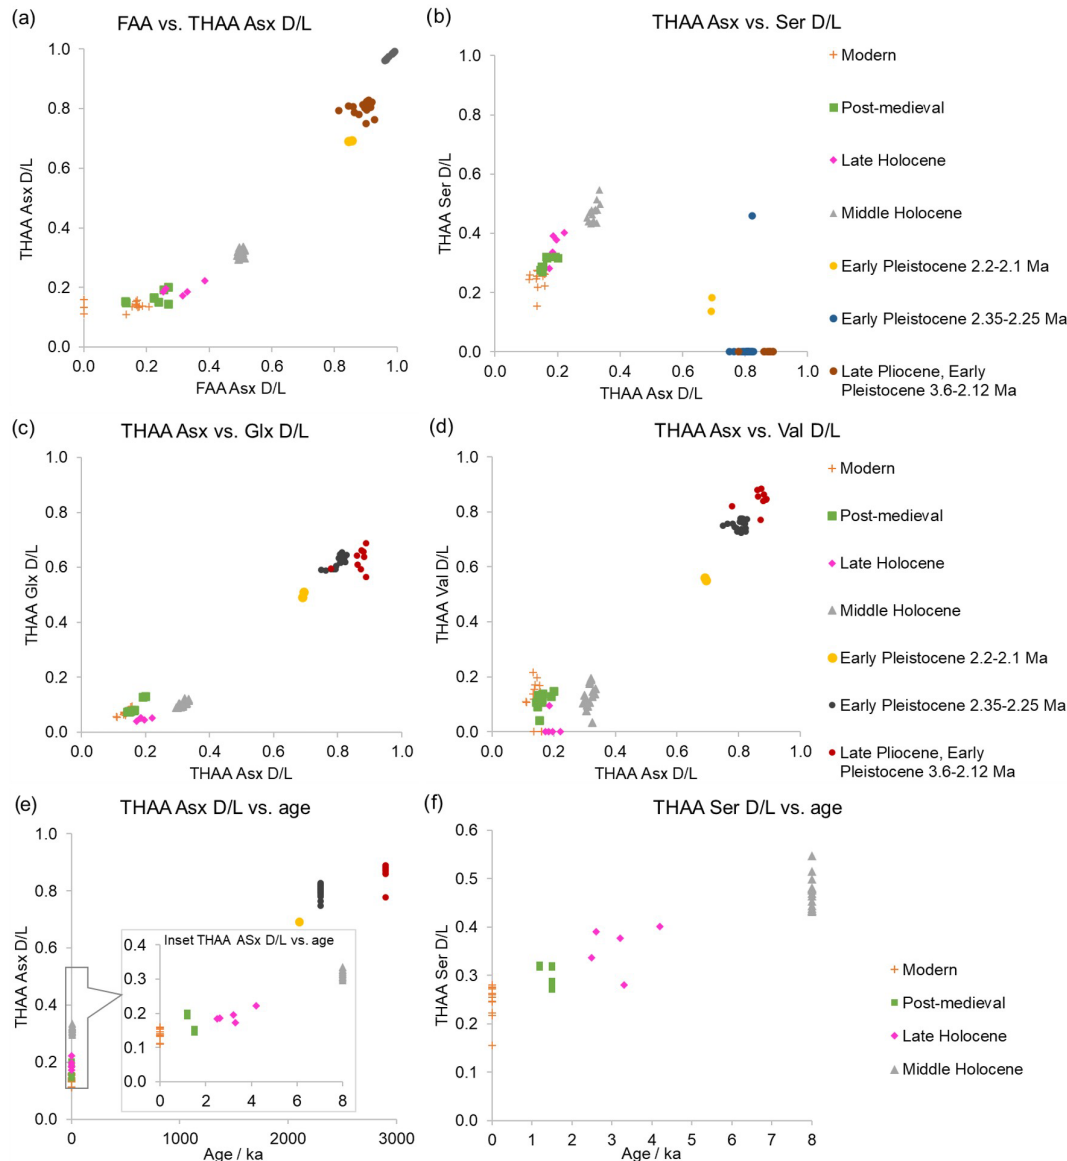 (a)
FAA vs. THAA Asx D/L
1.0
0.8
0.6
0.4
0.2
0.0
THAA Asx D/L
0.0 0.2 0.4 0.6 0.8 1.0
FAA Asx D/L
(b)
THAA Asx vs. Ser D/L
1.0
0.8
0.6
0.4
0.2
0.0
THAA Ser D/L
0.0 0.2 0.4 0.6 0.8 1.0
THAA Asx D/L
Modern
Post-medieval
Late Holocene
Middle Holocene
Early Pleistocene 2.2-2.1 Ma
Early Pleistocene 2.35-2.25 Ma
Late Pliocene, Early
Pleistocene 3.6-2.12 Ma
(c)
THAA Asx vs. Glx D/L
1.0
0.8
0.6
0.4
0.2
0.0
THAA Glx D/L
0.0 0.2 0.4 0.6 0.8 1.0
THAA Asx D/L
(d)
THAA Asx vs. Val D/L
1.0
0.8
0.6
0.4
0.2
0.0
THAA Val D/L
0.0 0.2 0.4 0.6 0.8 1.0
THAA Asx D/L
Modern
Post-medieval
Late Holocene
Middle Holocene
Early Pleistocene 2.2-2.1 Ma
Early Pleistocene 2.35-2.25 Ma
Late Pliocene, Early
Pleistocene 3.6-2.12 Ma
(e)
THAA Asx D/L vs. age
1.0
0.8
0.6
0.4
0.2
0.0
THAA Asx D/L
0 1000 2000 3000
Age / ka
Inset THAA ASx D/L vs. age
0.4
0.3
0.2
0.1
0.0
0 2 4 6 8
(f)
THAA Ser D/L vs. age
0.6
0.5
0.4
0.3
0.2
0.1
0.0
THAA Ser D/L
0 1 2 3 4 5 6 7 8
Age / ka
Modern
Post-medieval
Late Holocene
Middle Holocene